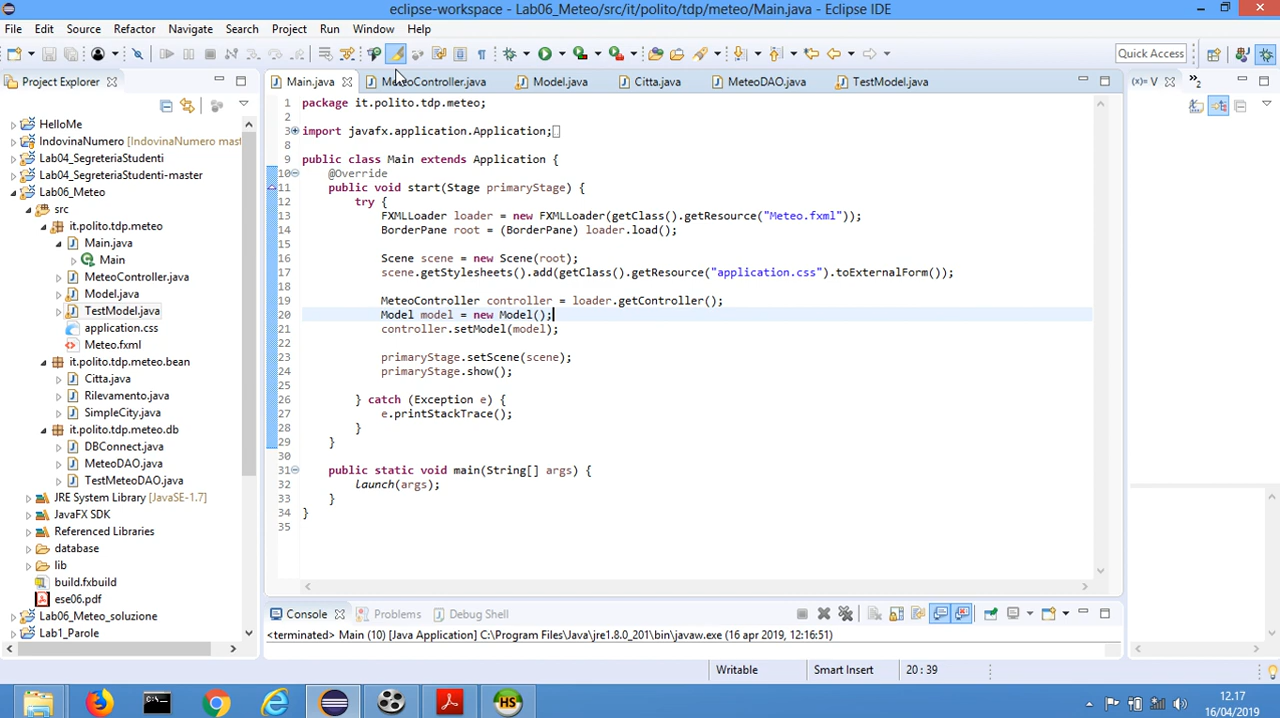 eclipse-workspace - Lab06_Meteo/src/it/polito/tdp/meteo/Main.java - Eclipse IDE
File Edit Source Refactor Navigate Search Project Run Window Help
Quick Access
Project Explorer
HelloMe
IndovinaNumero [IndovinaNumero mast
Lab04_SegreteriaStudenti
Lab04_SegreteriaStudenti-master
Lab06_Meteo
src
it.polito.tdp.meteo
Main.java
Main
MeteoController.java
Model.java
TestModel.java
application.css
Meteo.fxml
it.polito.tdp.meteo.bean
Citta.java
Rilevamento.java
SimpleCity.java
it.polito.tdp.meteo.db
DBConnect.java
MeteoDAO.java
TestMeteoDAO.java
JRE System Library [JavaSE-1.7]
JavaFX SDK
Referenced Libraries
database
lib
build.fxbuild
ese06.pdf
Lab06_Meteo_soluzione
Lab1_Parole
Main.java MeteoController.java Model.java Citta.java MeteoDAO.java TestModel.java
1 package it.polito.tdp.meteo;
2
3 import javafx.application.Application;
8
9 public class Main extends Application {
10 @Override
11 public void start(Stage primaryStage) {
12 try {
13 FXMLLoader loader = new FXMLLoader(getClass().getResource("Meteo.fxml"));
14 BorderPane root = (BorderPane) loader.load();
15
16 Scene scene = new Scene(root);
17 scene.getStylesheets().add(getClass().getResource("application.css").toExternalForm());
18
19 MeteoController controller = loader.getController();
20 Model model = new Model();
21 controller.setModel(model);
22
23 primaryStage.setScene(scene);
24 primaryStage.show();
25
26 } catch (Exception e) {
27 e.printStackTrace();
28 }
29 }
30
31 public static void main(String[] args) {
32 launch(args);
33 }
34 }
35
(x)= V
2
Console Problems Debug Shell
<terminated> Main (10) [Java Application] C:\Program Files\Java\jre1.8.0_201\bin\javaw.exe (16 apr 2019, 12:16:51)
Writable Smart Insert 20 : 39
HS
12.17
16/04/2019